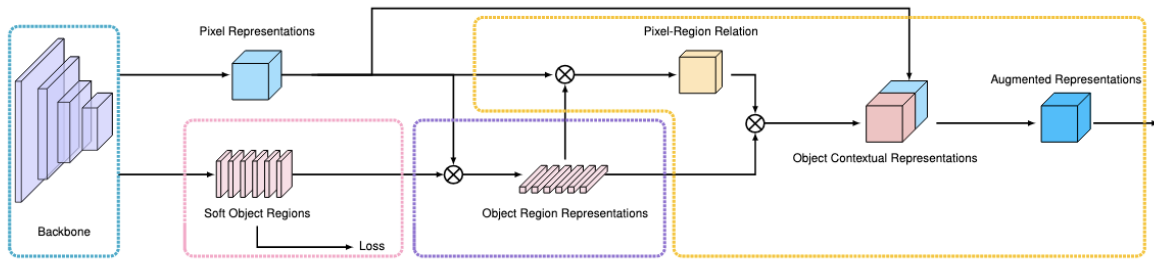 Pixel Representations
Pixel-Region Relation
Augmented Representations
Object Contextual Representations
Soft Object Regions
Object Region Representations
Backbone
Loss